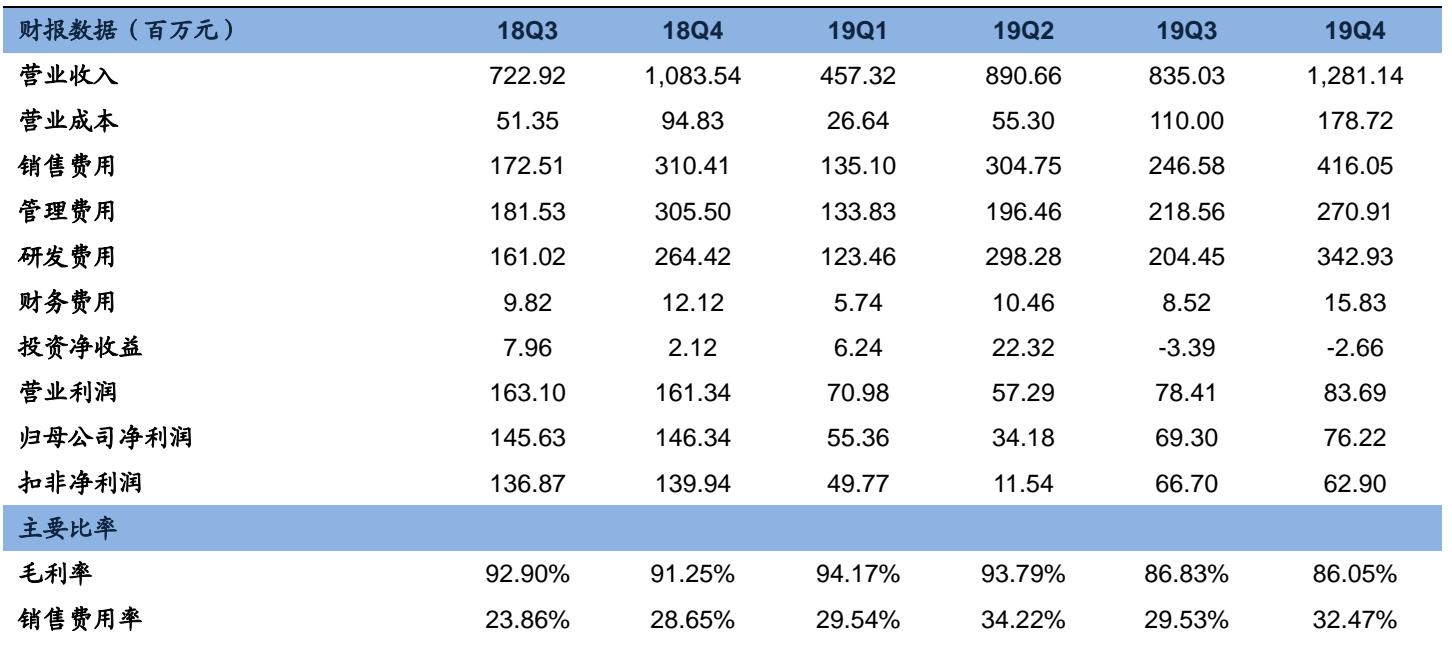 财报数据（百万元） 18Q3 18Q4 19Q1 19Q2 19Q3 19Q4
营业收入 722.92 1,083.54 457.32 890.66 835.03 1,281.14
营业成本 51.35 94.83 26.64 55.30 110.00 178.72
销售费用 172.51 310.41 135.10 304.75 246.58 416.05
管理费用 181.53 305.50 133.83 196.46 218.56 270.91
研发费用 161.02 264.42 123.46 298.28 204.45 342.93
财务费用 9.82 12.12 5.74 10.46 8.52 15.83
投资净收益 7.96 2.12 6.24 22.32 -3.39 -2.66
营业利润 163.10 161.34 70.98 57.29 78.41 83.69
归母公司净利润 145.63 146.34 55.36 34.18 69.30 76.22
扣非净利润 136.87 139.94 49.77 11.54 66.70 62.90
主要比率
毛利率 92.90% 91.25% 94.17% 93.79% 86.83% 86.05%
销售费用率 23.86% 28.65% 29.54% 34.22% 29.53% 32.47%